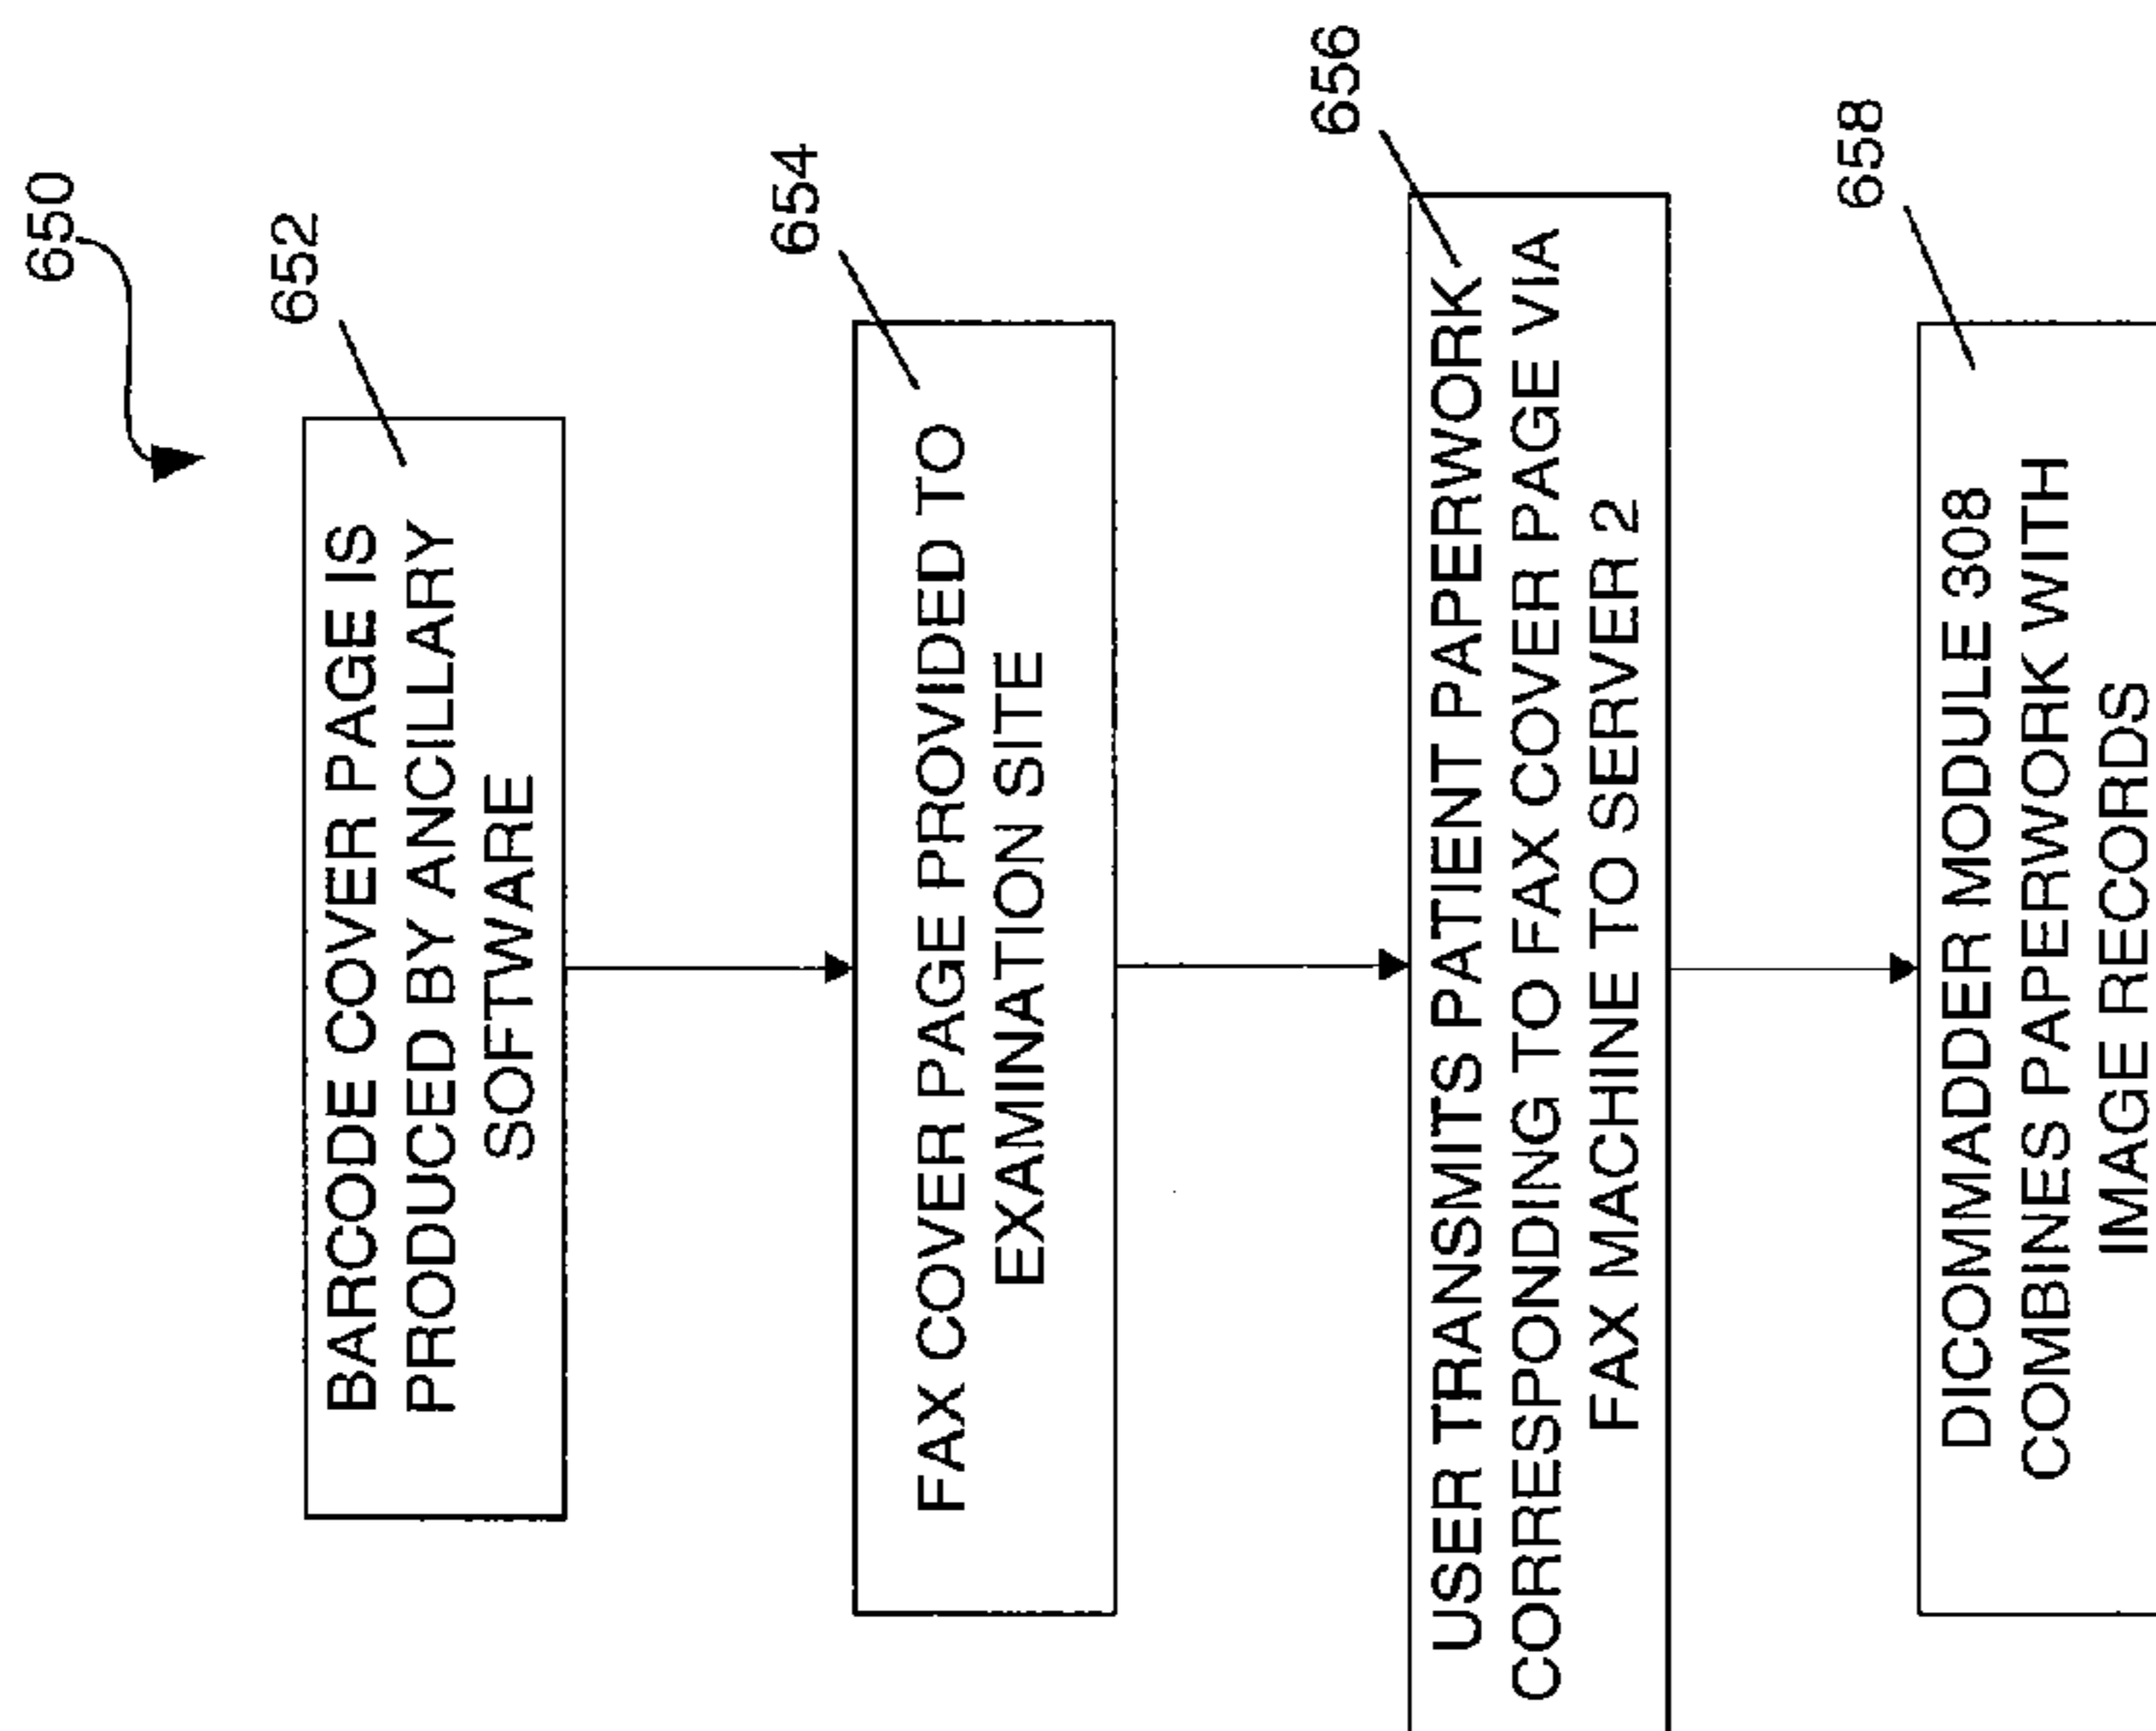 650
652
BARCODE COVER PAGE IS
PRODUCED BY ANCILLARY
SOFTWARE
654
FAX COVER PAGE PROVIDED TO
EXAMINATION SITE
656
USER TRANSMITS PATIENT PAPERWORK
CORRESPONDING TO FAX COVER PAGE VIA
FAX MACHINE TO SERVER 2
658
DICOMMADDER MODULE 308
COMBINES PAPERWORK WITH
IMAGE RECORDS